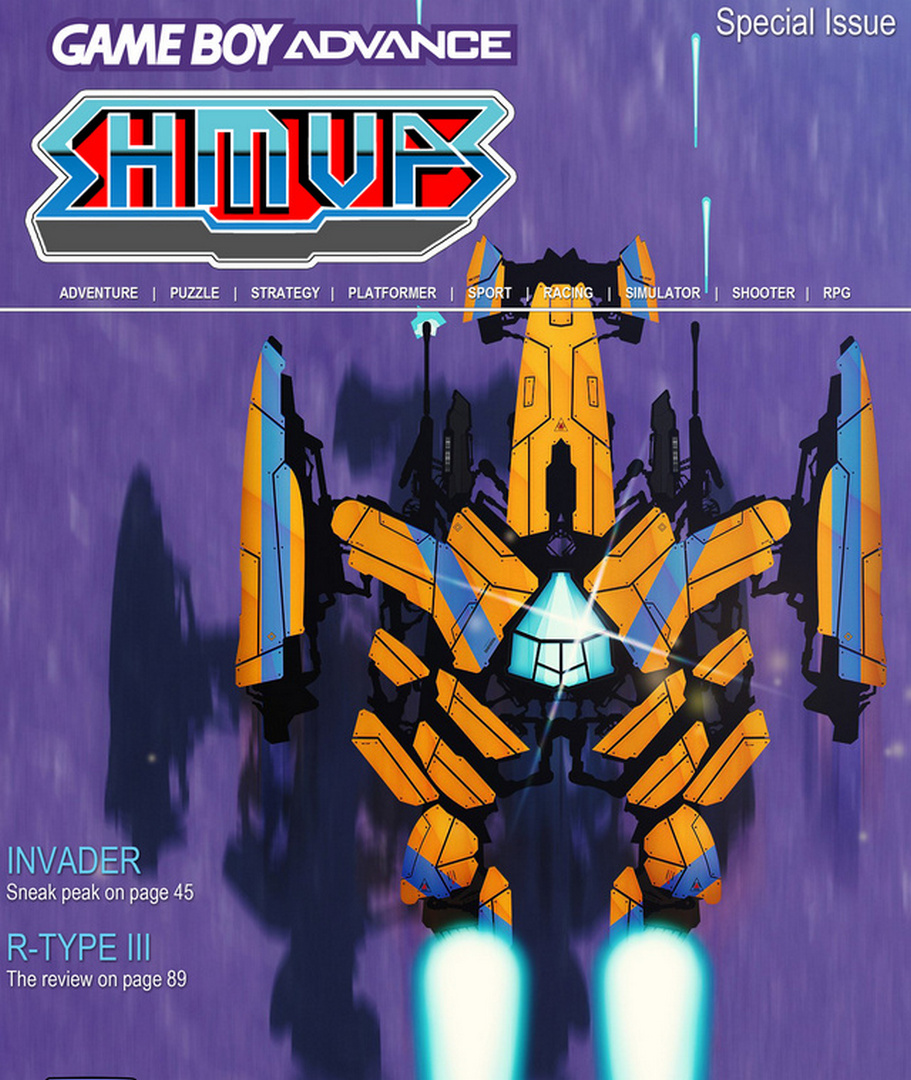 GAME BOY ADVANCE
Special Issue
SHMUPS
ADVENTURE | PUZZLE | STRATEGY | PLATFORMER | SPORT | RACING | SIMULATOR | SHOOTER | RPG
INVADER
Sneak peak on page 45
R-TYPE III
The review on page 89